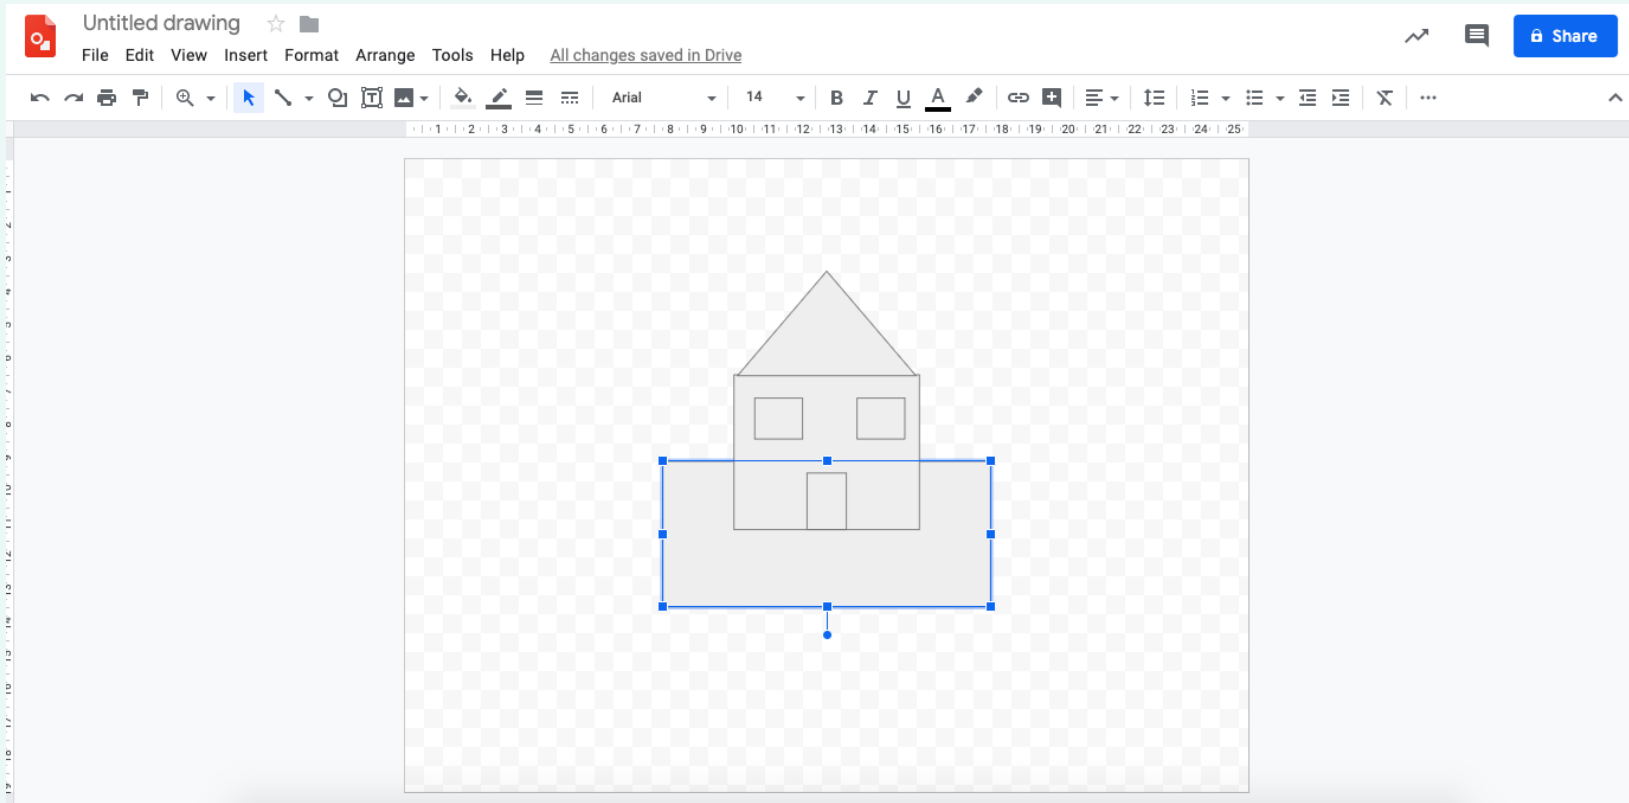 Untitled drawing
File Edit View Insert Format Arrange Tools Help All changes saved in Drive
Share
Arial 14 B I U A
1 2 3 4 5 6 7 8 9 10 11 12 13 14 15 16 17 18 19 20 21 22 23 24 25